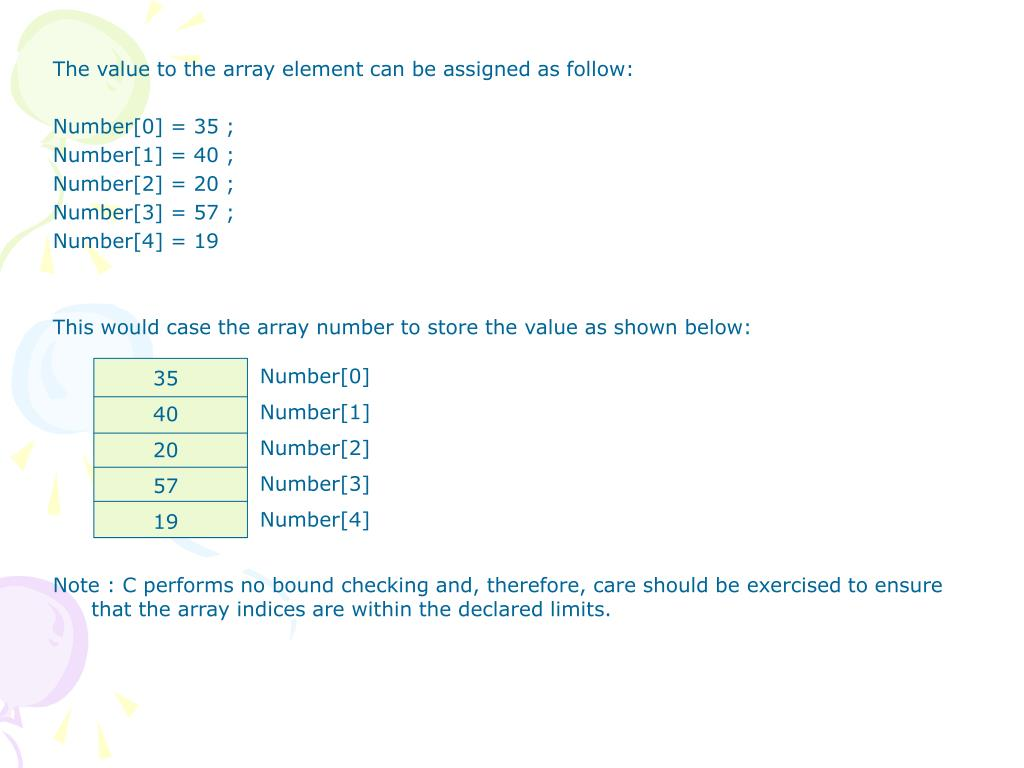 The value to the array element can be assigned as follow:
Number[0] = 35 ;
Number[1] = 40 ;
Number[2] = 20 ;
Number[3] = 57 ;
Number[4] = 19
This would case the array number to store the value as shown below:
35 Number[0]
40 Number[1]
20 Number[2]
57 Number[3]
19 Number[4]
Note : C performs no bound checking and, therefore, care should be exercised to ensure
that the array indices are within the declared limits.